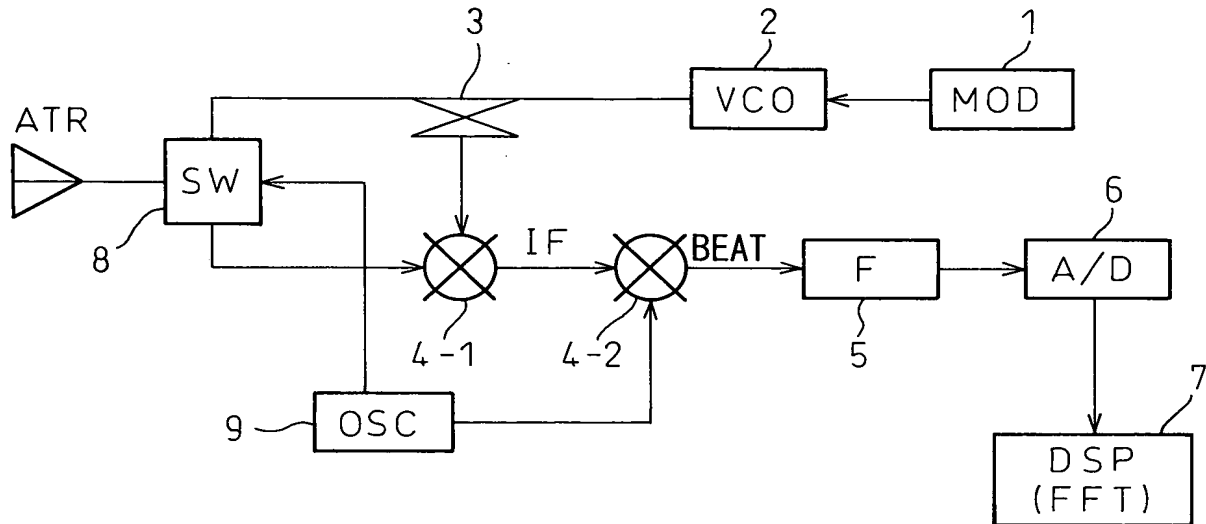 3
2
1
VCO
MOD
ATR
SW
8
IF
BEAT
F
6
A/D
4-1
4-2
5
9
OSC
7
DSP
(FFT)